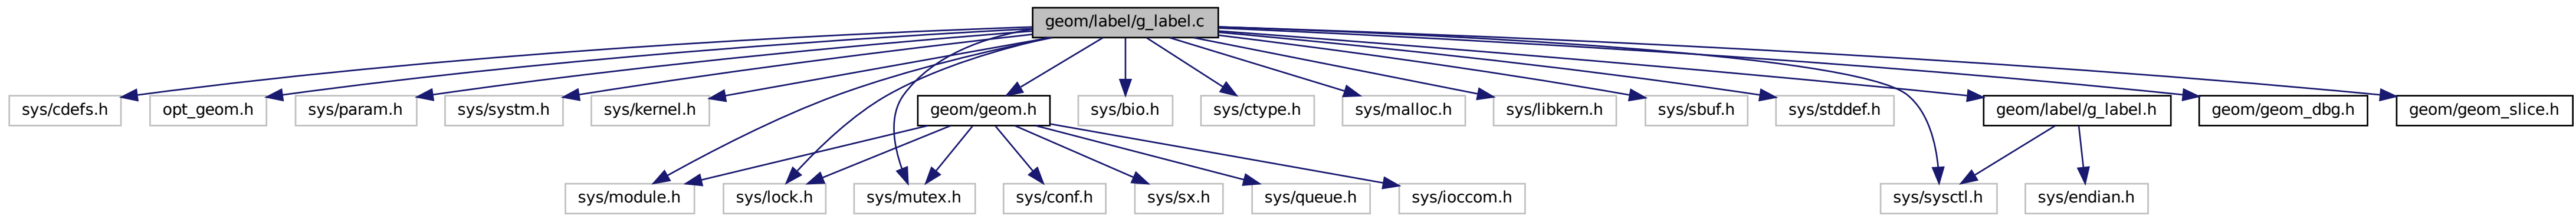 geom/label/g_label.c
sys/cdefs.h
opt_geom.h
sys/param.h
sys/systm.h
sys/kernel.h
geom/geom.h
sys/bio.h
sys/ctype.h
sys/malloc.h
sys/libkern.h
sys/sbuf.h
sys/stddef.h
geom/label/g_label.h
geom/geom_dbg.h
geom/geom_slice.h
sys/module.h
sys/lock.h
sys/mutex.h
sys/conf.h
sys/sx.h
sys/queue.h
sys/ioccom.h
sys/sysctl.h
sys/endian.h